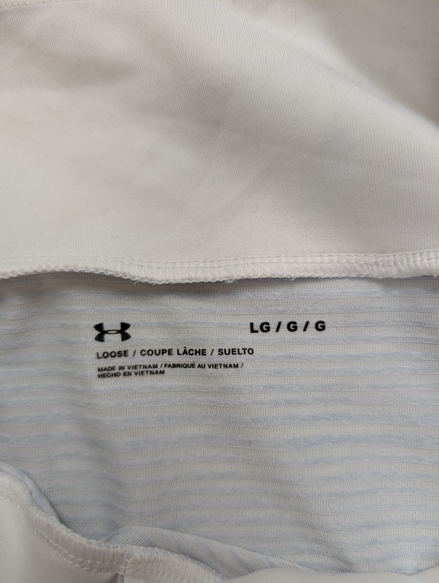 LG / G / G
LOOSE / COUPE LÂCHE / SUELTO
MADE IN VIETNAM / FABRIQUÉ AU VIETNAM /
HECHO EN VIETNAM